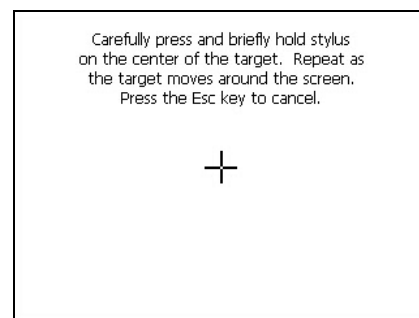 Carefully press and briefly hold stylus
on the center of the target.  Repeat as
the target moves around the screen.
Press the Esc key to cancel.